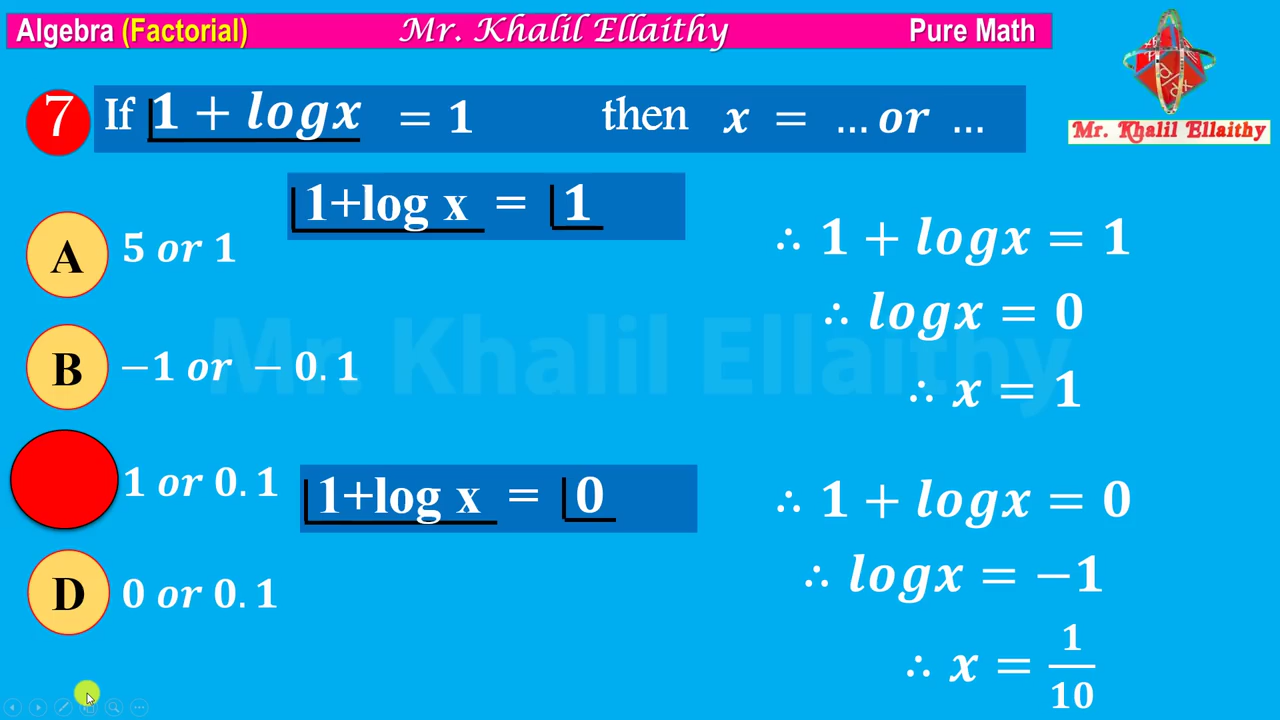 Algebra (Factorial)
Mr. Khalil Ellaithy
Pure Math
Mr. Khalil Ellaithy
7
If 1 + logx = 1 then x = ... or ...
1+log x = 1
A 5 or 1
B −1 or − 0.1
1 or 0.1
D 0 or 0.1
∴ 1 + logx = 1
∴ logx = 0
∴ x = 1
1+log x = 0
∴ 1 + logx = 0
∴ logx = −1
∴ x = 1/10
Mr. Khalil Ellaithy